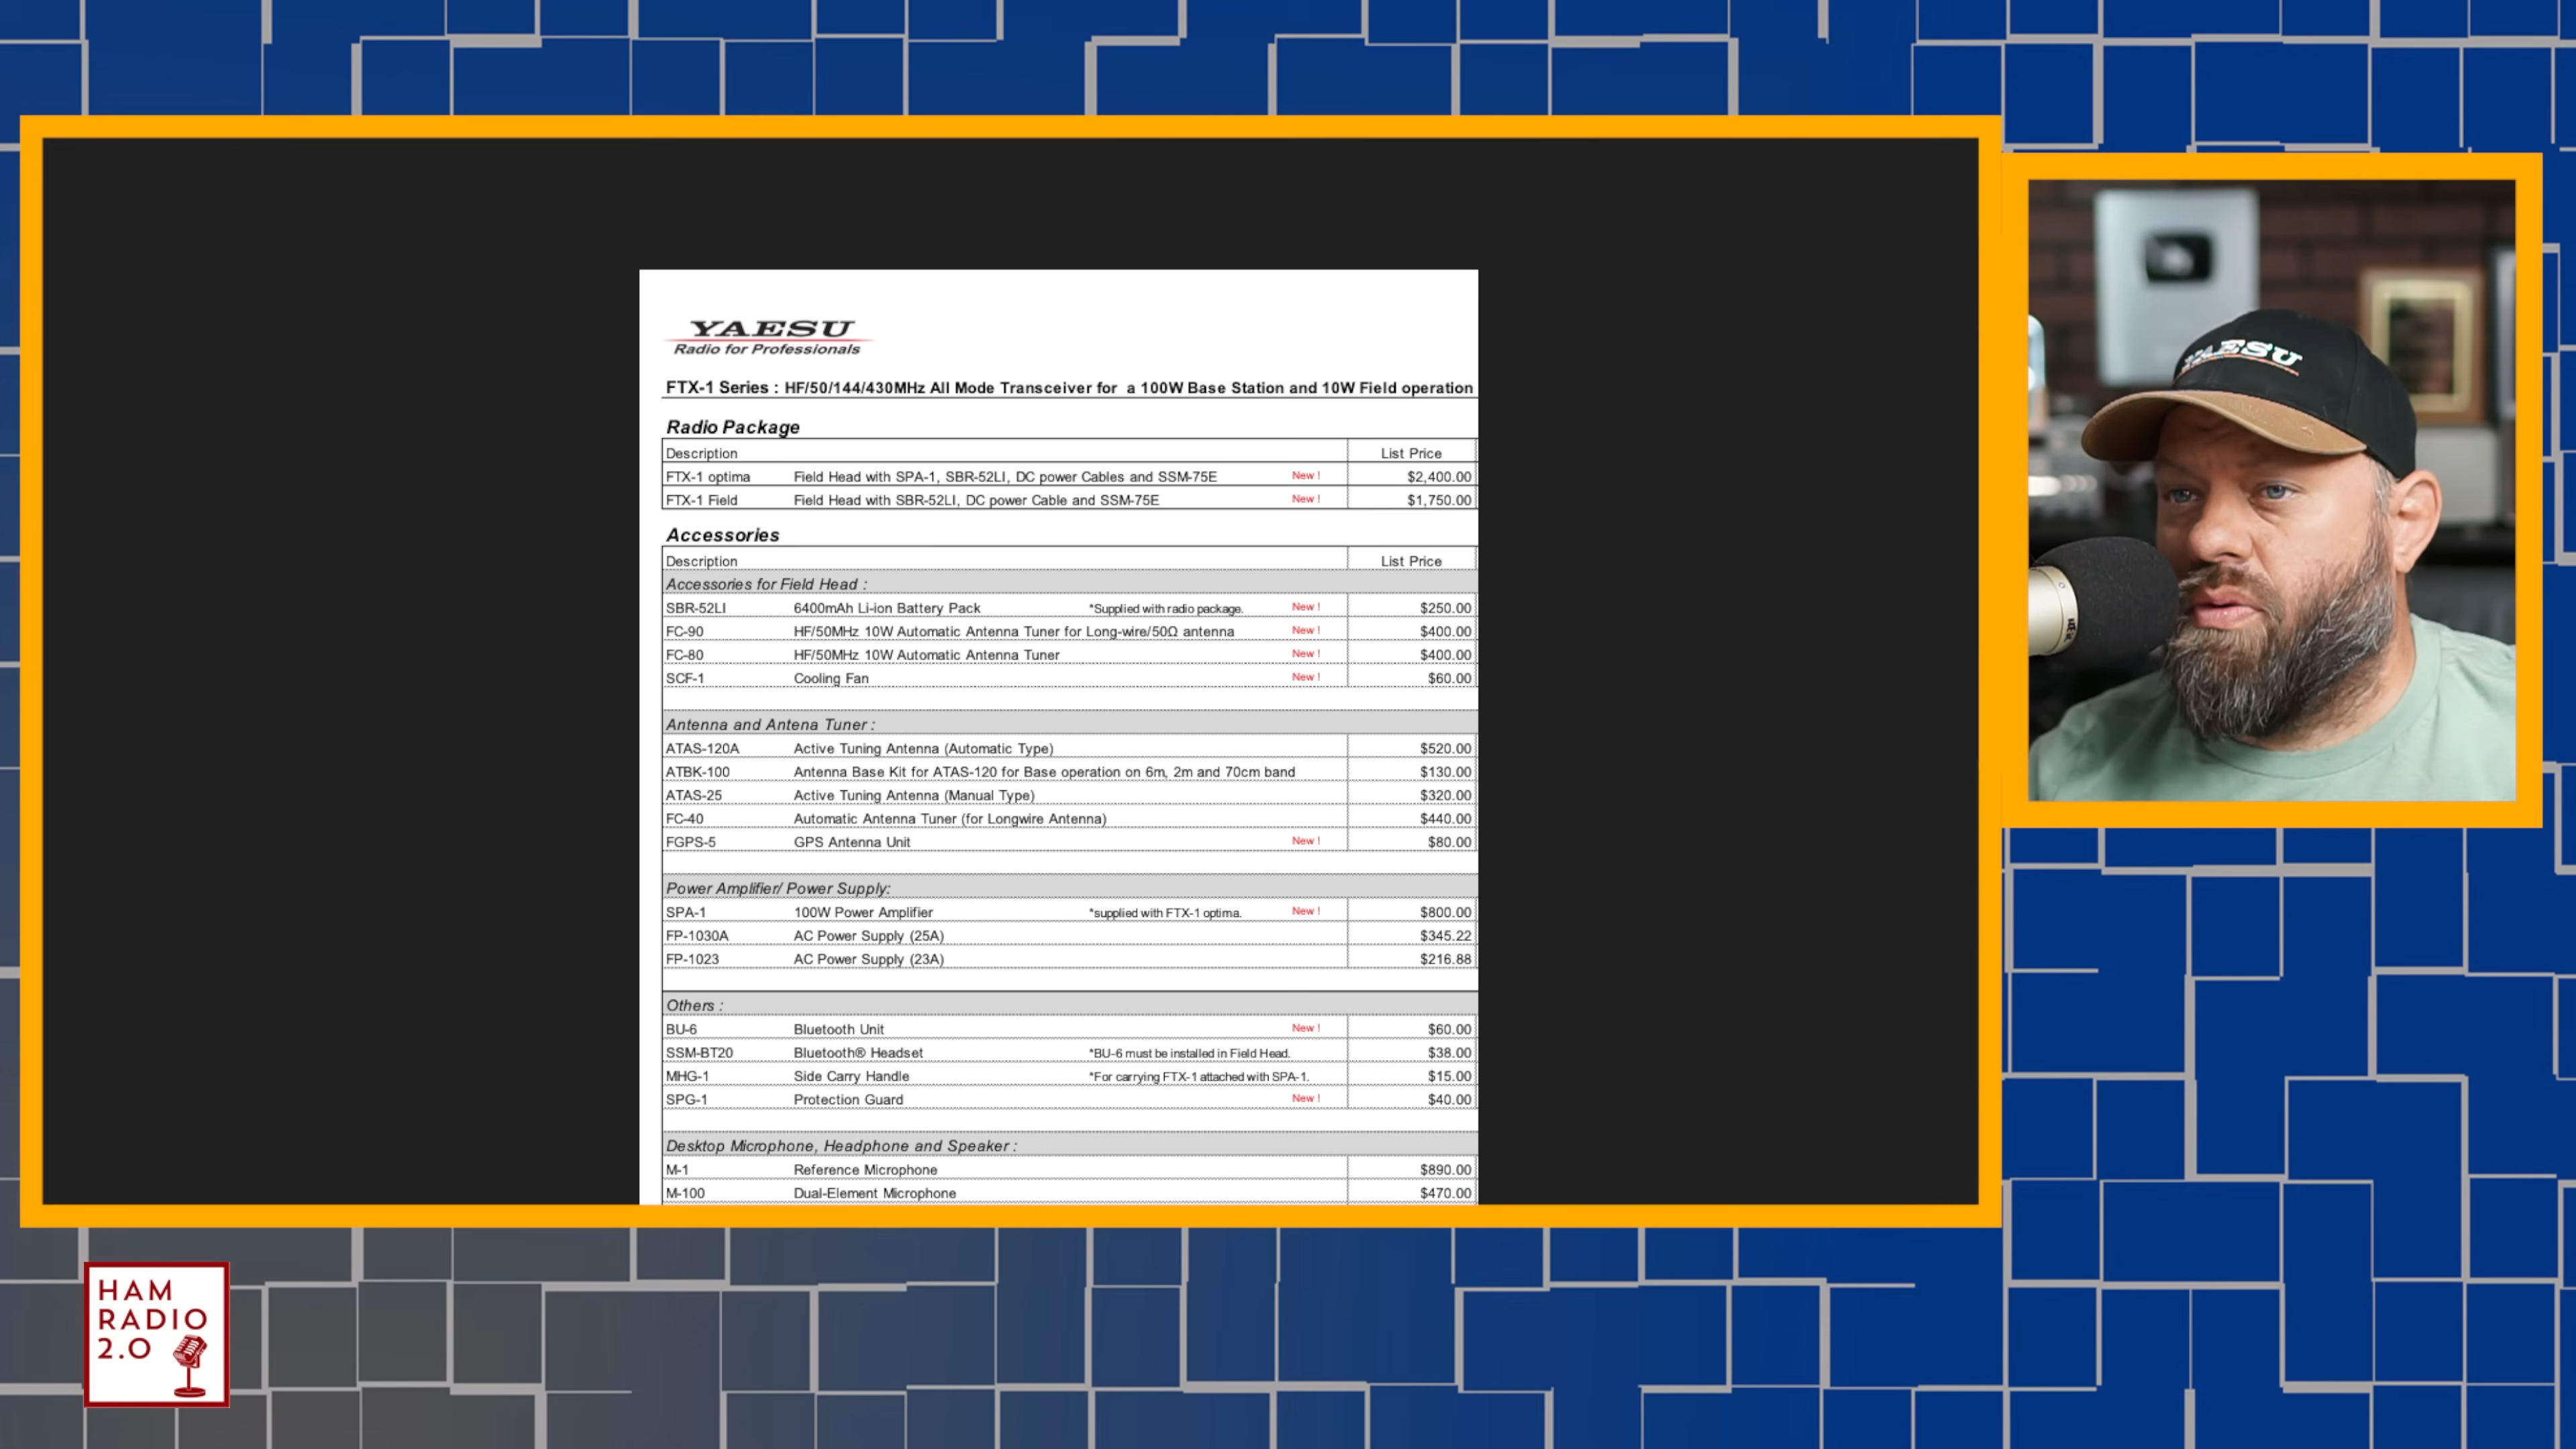 YAESU
Radio for Professionals
FTX-1 Series : HF/50/144/430MHz All Mode Transceiver for a 100W Base Station and 10W Field operation
Radio Package
Description List Price
FTX-1 optima Field Head with SPA-1, SBR-52LI, DC power Cables and SSM-75E New ! $2,400.00
FTX-1 Field Field Head with SBR-52LI, DC power Cable and SSM-75E New ! $1,750.00
Accessories
Description List Price
Accessories for Field Head :
SBR-52LI 6400mAh Li-ion Battery Pack *Supplied with radio package. New ! $250.00
FC-90 HF/50MHz 10W Automatic Antenna Tuner for Long-wire/50Ω antenna New ! $400.00
FC-80 HF/50MHz 10W Automatic Antenna Tuner New ! $400.00
SCF-1 Cooling Fan New ! $60.00
Antenna and Antena Tuner :
ATAS-120A Active Tuning Antenna (Automatic Type) $520.00
ATBK-100 Antenna Base Kit for ATAS-120 for Base operation on 6m, 2m and 70cm band $130.00
ATAS-25 Active Tuning Antenna (Manual Type) $320.00
FC-40 Automatic Antenna Tuner (for Longwire Antenna) $440.00
FGPS-5 GPS Antenna Unit New ! $80.00
Power Amplifier/ Power Supply:
SPA-1 100W Power Amplifier *supplied with FTX-1 optima. New ! $800.00
FP-1030A AC Power Supply (25A) $345.22
FP-1023 AC Power Supply (23A) $216.88
Others :
BU-6 Bluetooth Unit New ! $60.00
SSM-BT20 Bluetooth® Headset *BU-6 must be installed in Field Head. $38.00
MHG-1 Side Carry Handle *For carrying FTX-1 attached with SPA-1. $15.00
SPG-1 Protection Guard New ! $40.00
Desktop Microphone, Headphone and Speaker :
M-1 Reference Microphone $890.00
M-100 Dual-Element Microphone $470.00
YAESU
HAM
RADIO
2.0